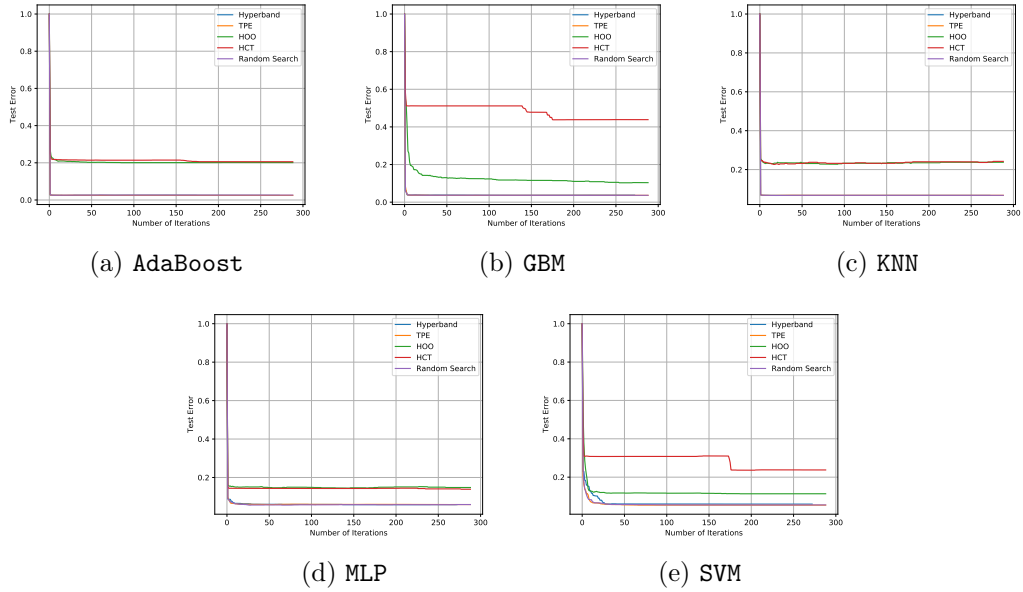 Hyperband
TPE
HOO
HCT
Random Search
1.0
0.8
0.6
0.4
0.2
0.0
Test Error
0 50 100 150 200 250 300
Number of Iterations
(a) AdaBoost
Hyperband
TPE
HOO
HCT
Random Search
1.0
0.8
0.6
0.4
0.2
0.0
Test Error
0 50 100 150 200 250 300
Number of Iterations
(b) GBM
Hyperband
TPE
HOO
HCT
Random Search
1.0
0.8
0.6
0.4
0.2
Test Error
0 50 100 150 200 250 300
Number of Iterations
(c) KNN
Hyperband
TPE
HOO
HCT
Random Search
1.0
0.8
0.6
0.4
0.2
Test Error
0 50 100 150 200 250 300
Number of Iterations
(d) MLP
Hyperband
TPE
HOO
HCT
Random Search
1.0
0.8
0.6
0.4
0.2
Test Error
0 50 100 150 200 250 300
Number of Iterations
(e) SVM